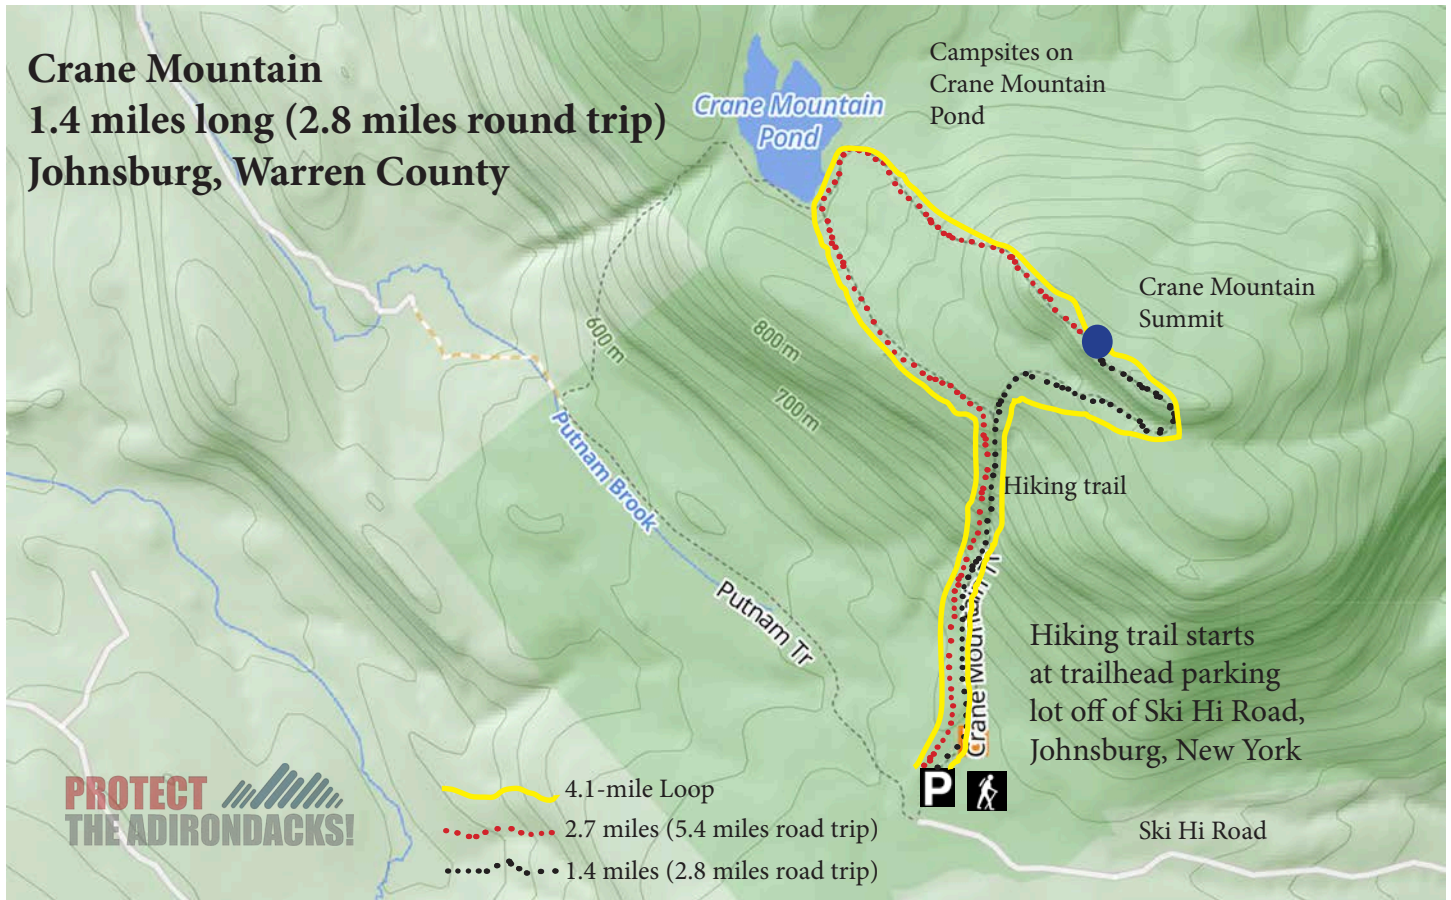 Crane Mountain
1.4 miles long (2.8 miles round trip)
Johnsburg, Warren County
Crane Mountain
Pond
Campsites on
Crane Mountain
Pond
Crane Mountain
Summit
600 m
800 m
700 m
Putnam Brook
Putnam Tr
Hiking trail
Crane Mountain Tr
Hiking trail starts
at trailhead parking
lot off of Ski Hi Road,
Johnsburg, New York
P
Ski Hi Road
PROTECT
THE ADIRONDACKS!
4.1-mile Loop
2.7 miles (5.4 miles road trip)
1.4 miles (2.8 miles road trip)